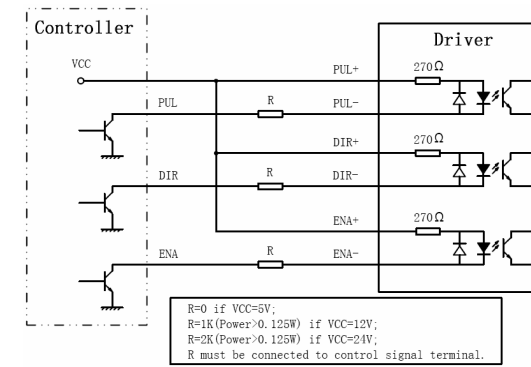 Controller
Driver
VCC
PUL+
270Ω
PUL
R
PUL-
DIR+
270Ω
DIR
R
DIR-
ENA+
270Ω
ENA
R
ENA-
R=0 if VCC=5V;
R=1K(Power>0.125W) if VCC=12V;
R=2K(Power>0.125W) if VCC=24V;
R must be connected to control signal terminal.